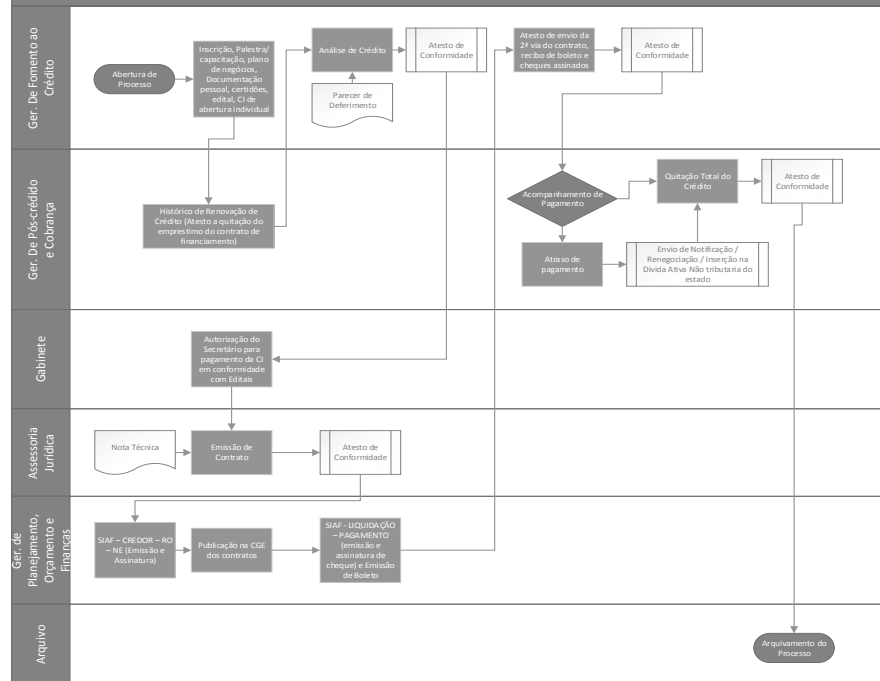 Ger. De Fomento ao
Crédito
Abertura de
Processo
Inscrição, Palestra/
capacitação, plano
de negócios,
Documentação
pessoal, certidões,
edital, CI de
abertura individual
Análise de Crédito
Parecer de
Deferimento
Atesto de
Conformidade
Atesto de envio da
2ª via do contrato,
recibo de boleto e
cheques assinados
Atesto de
Conformidade
Ger. De Pós-crédido
e Cobrança
Histórico de Renovação de
Crédito (Atesto a quitação do
emprestimo do contrato de
financiamento)
Acompanhamento de
Pagamento
Quitação Total do
Crédito
Atesto de
Conformidade
Atraso de
pagamento
Envio de Notificação /
Renegociação / Inserção na
Divida Ativa Não tributaria do
estado
Gabinete
Autorização do
Secretário para
pagamento da CI
em conformidade
com Editais
Assessoria
Jurídica
Nota Técnica
Emissão de
Contrato
Atesto de
Conformidade
Ger. de
Planejamento,
Orçamento e
Finanças
SIAF – CREDOR – RO
– NE (Emissão e
Assinatura)
Publicação na CGE
dos contratos
SIAF - LIQUIDAÇÃO
– PAGAMENTO
(emissão e
assinatura de
cheque) e Emissão
de Boleto
Arquivo
Arquivamento do
Processo